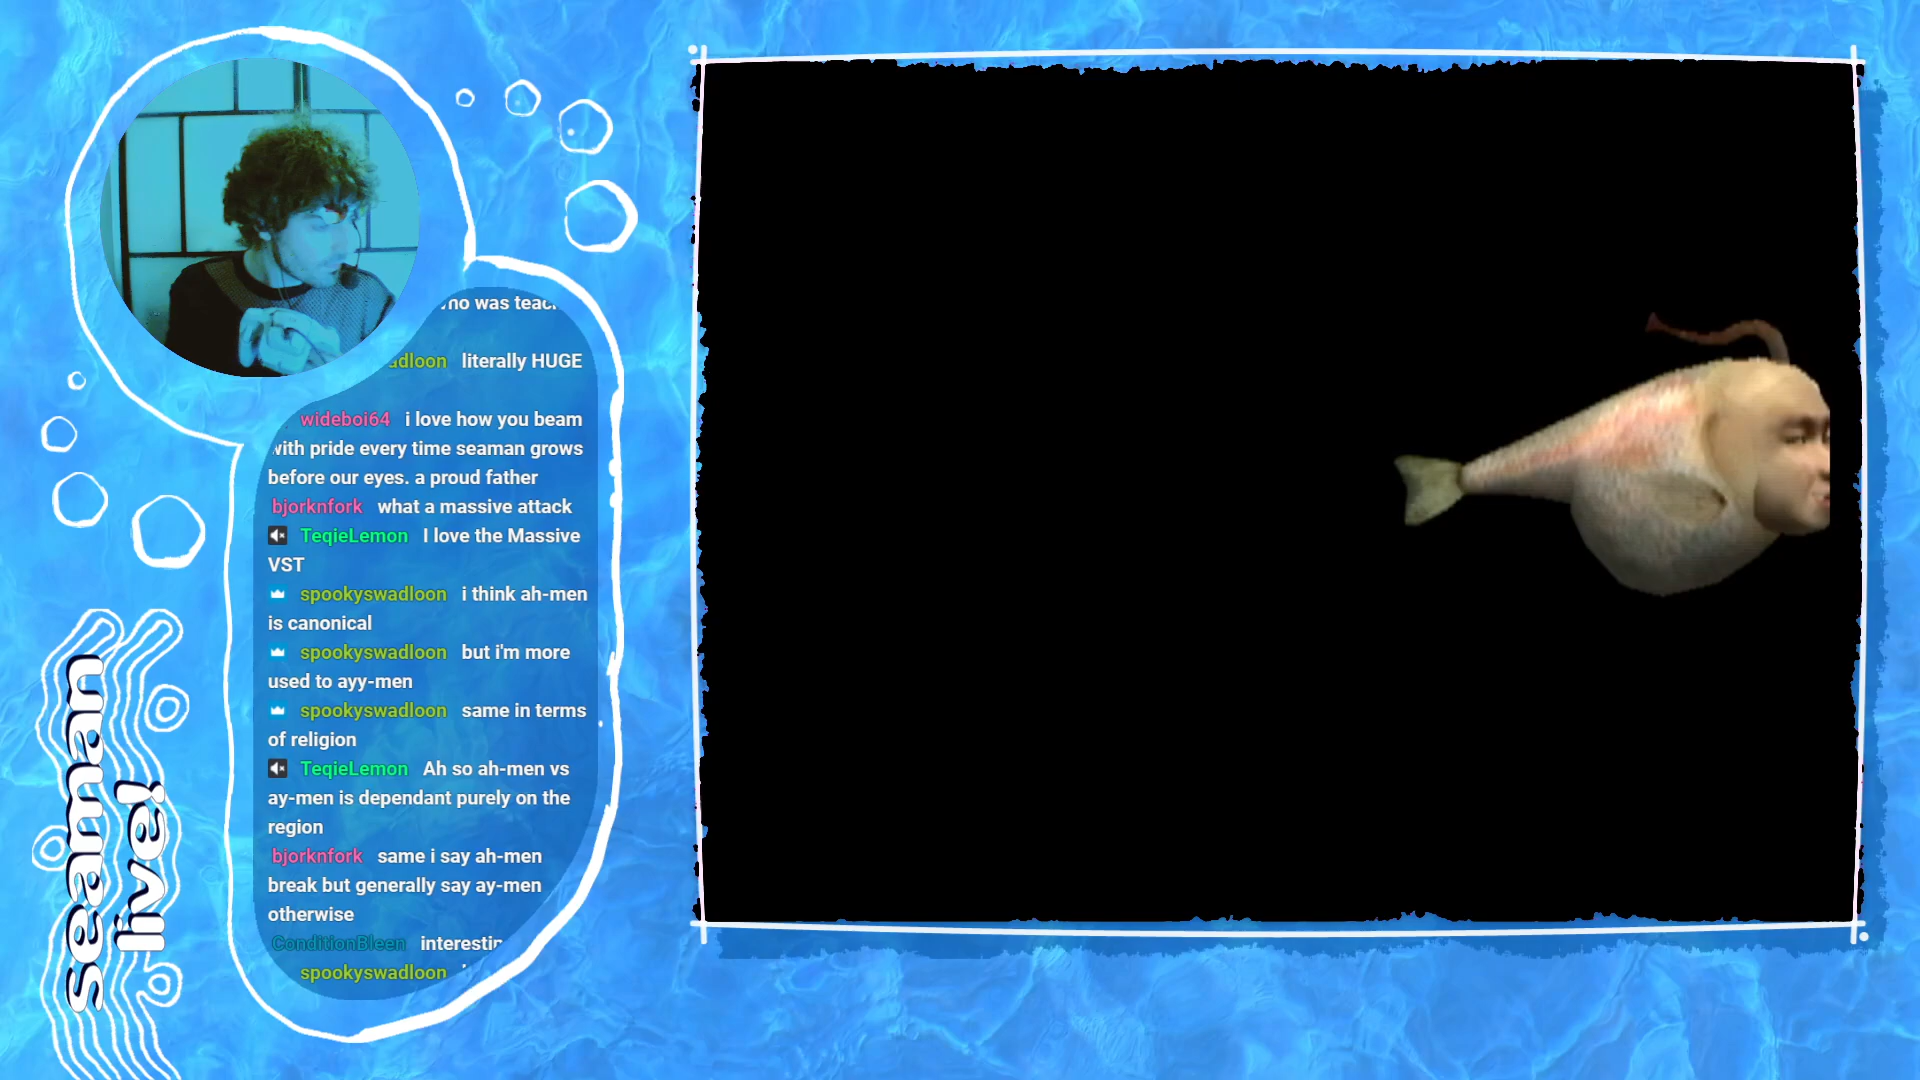 was
literally HUGE
wideboi64 i love how you beam
with pride every time seaman grows
before our eyes. a proud father
bjorknfork what a massive attack
TeqieLemon I love the Massive
VST
spookyswadloon i think ah-men
is canonical
spookyswadloon but i'm more
used to ayy-men
spookyswadloon same in terms
of religion
TeqieLemon Ah so ah-men vs
ay-men is dependant purely on the
region
bjorknfork same i say ah-men
break but generally say ay-men
otherwise
ConditionBleen
spookyswadloon
seaman
live!